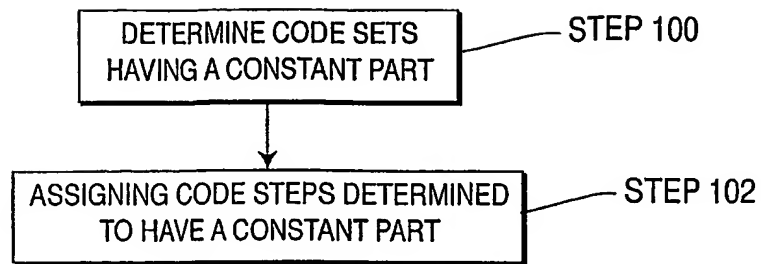 DETERMINE CODE SETS
HAVING A CONSTANT PART
STEP 100
ASSIGNING CODE STEPS DETERMINED
TO HAVE A CONSTANT PART
STEP 102